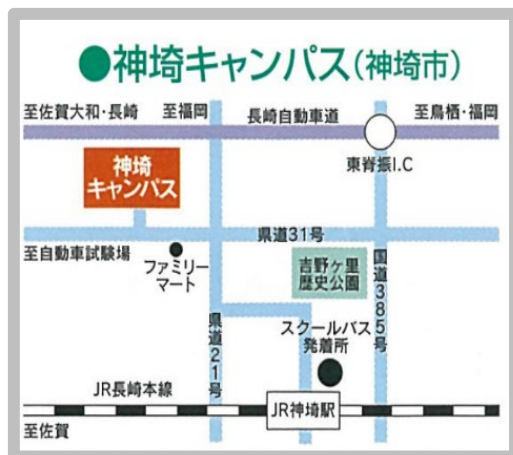 ●神埼キャンパス(神埼市)
至佐賀大和・長崎
至福岡
長崎自動車道
至鳥栖・福岡
東脊振I.C
神埼
キャンパス
県道31号
至自動車試験場
ファミリー
マート
吉野ヶ里
歴史公園
国道385号
県道21号
スクールバス
発着所
JR長崎本線
JR神埼駅
至佐賀